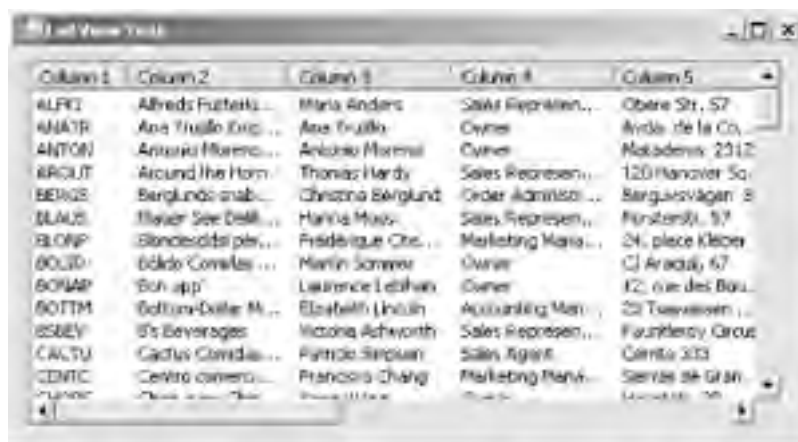 List View Test
Column 1 Column 2 Column 3 Column 4 Column 5
ALFKI Alfreds Futterki... Maria Anders Sales Represen... Obere Str. 57
ANATR Ana Trujillo Emp... Ana Trujillo Owner Avda. de la Co...
ANTON Antonio Moreno... Antonio Moreno Owner Mataderos 2312
AROUT Around the Horn Thomas Hardy Sales Represen... 120 Hanover Sq.
BERGS Berglunds snab... Christina Berglund Order Administ... Berguvsvägen 8
BLAUS Blauer See Delik... Hanna Moos Sales Represen... Forsterstr. 57
BLONP Blondesddsl pèr... Frédérique Cite... Marketing Mana... 24, place Kléber
BOLID Bólido Comidas ... Martín Sommer Owner C/ Araquil, 67
BONAP Bon app' Laurence Lebihan Owner 12, rue des Bou...
BOTTM Bottom-Dollar M... Elizabeth Lincoln Accounting Man... 23 Tsawassen ...
BSBEV B's Beverages Victoria Ashworth Sales Represen... Fauntleroy Circus
CACTU Cactus Comidas... Patricio Simpson Sales Agent Cerrito 333
CENTC Centro comerci... Francisco Chang Marketing Mana... Sierras de Gran...